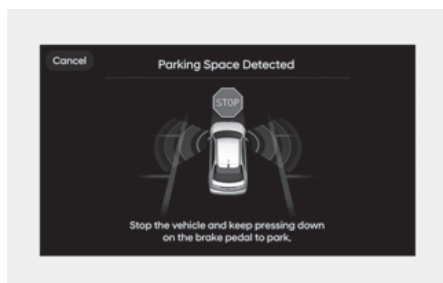 Cancel
Parking Space Detected
STOP
Stop the vehicle and keep pressing down
on the brake pedal to park.